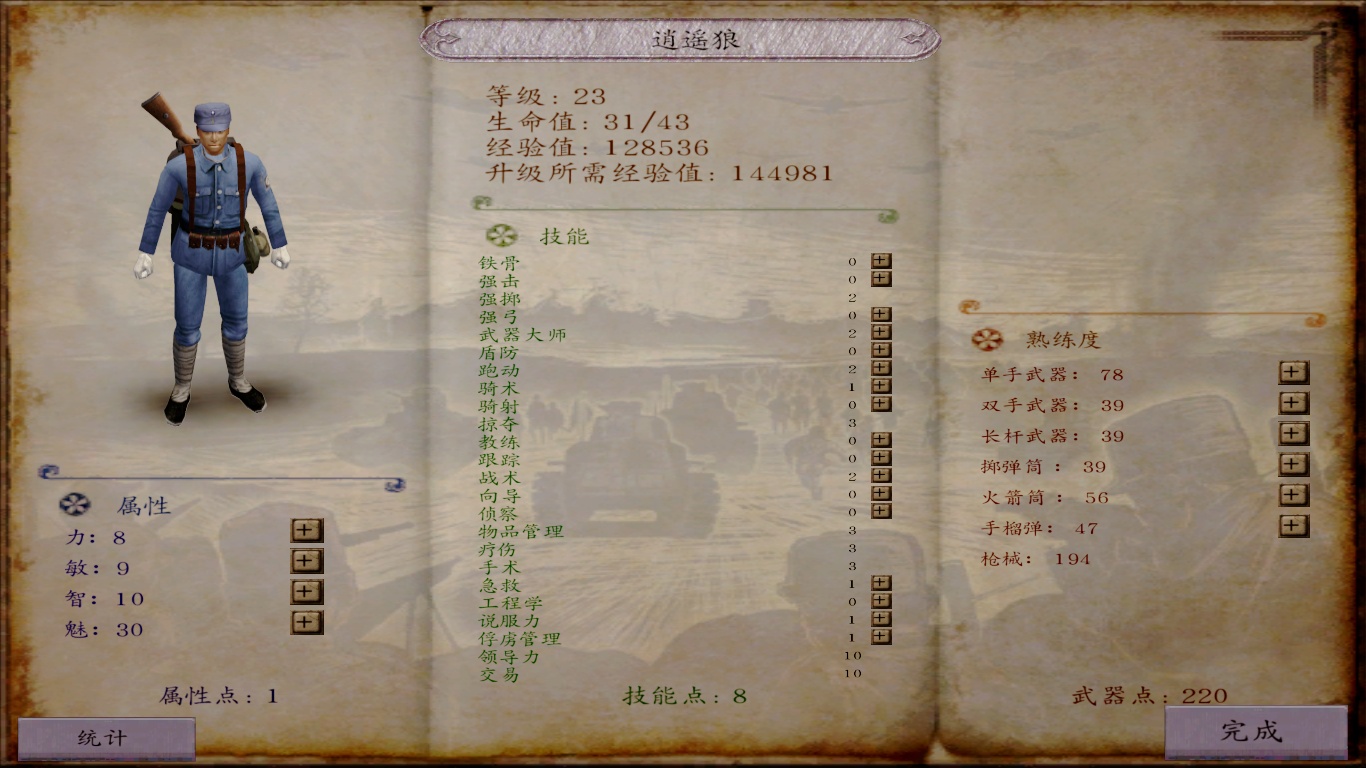 逍遥狼
等级: 23
生命值: 31/43
经验值: 128536
升级所需经验值: 144981
技能
铁骨 0 +
强击 0 +
强掷 2
强弓 0 +
武器大师 2 +
盾防 0 +
跑动 2 +
骑术 1 +
骑射 0 +
掠夺 3
教练 0 +
跟踪 0 +
战术 2 +
向导 0 +
侦察 0 +
物品管理 3
疗伤 3
手术 3
急救 1 +
工程学 0 +
说服力 1 +
俘虏管理 1 +
领导力 10
交易 10
技能点: 8
属性
力: 8 +
敏: 9 +
智: 10 +
魅: 30 +
属性点: 1
统计
熟练度
单手武器: 78 +
双手武器: 39 +
长杆武器: 39 +
掷弹筒: 39 +
火箭筒: 56 +
手榴弹: 47 +
枪械: 194
武器点: 220
完成